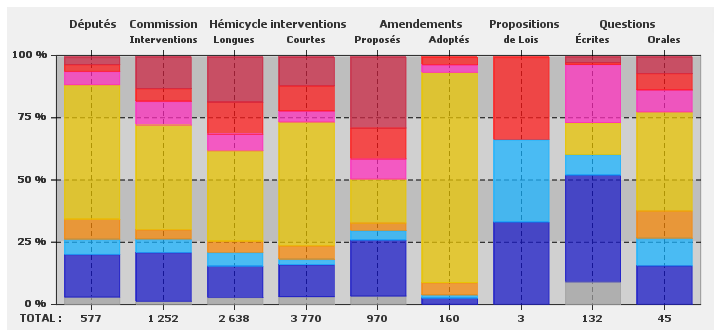 Députés Commission Hémicycle interventions Amendements Propositions Questions
Interventions Longues Courtes Proposés Adoptés de Lois Écrites Orales
100 %
75 %
50 %
25 %
0 %
TOTAL : 577 1 252 2 638 3 770 970 160 3 132 45